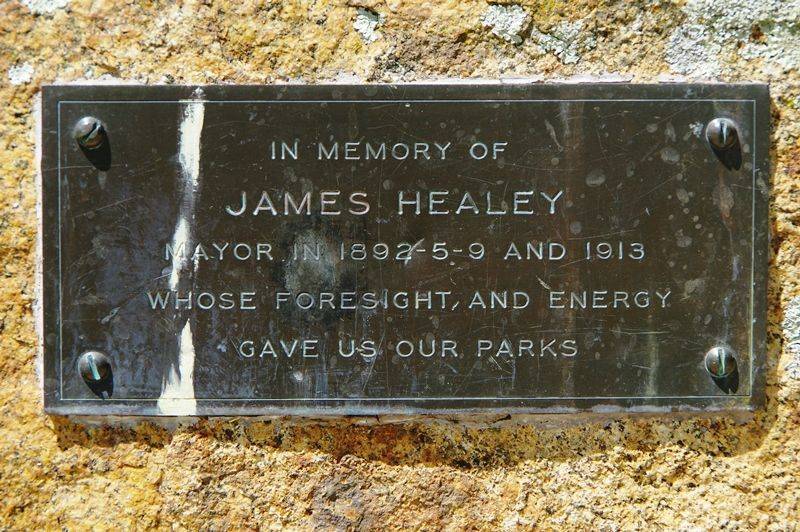 IN MEMORY OF
JAMES HEALEY
MAYOR IN 1892-5-9 AND 1913
WHOSE FORESIGHT, AND ENERGY
GAVE US OUR PARKS